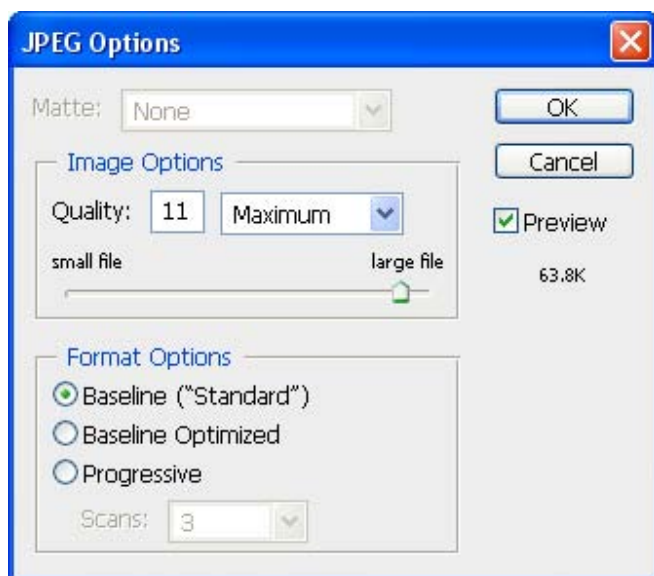 JPEG Options
Matte: None
OK
Image Options
Cancel
Quality: 11 Maximum
Preview
small file large file
63.8K
Format Options
Baseline (“Standard”)
Baseline Optimized
Progressive
Scans: 3